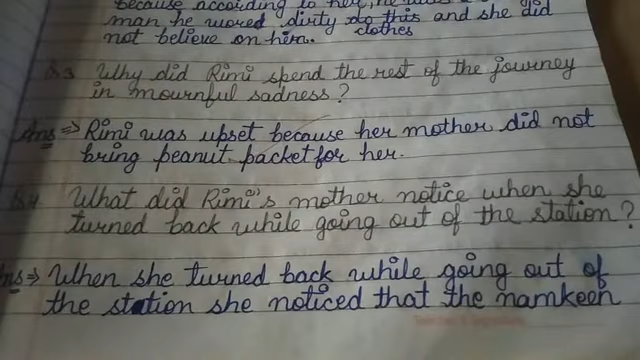 because according to her, he was a
man he wored dirty do this and she did
not believe on him. clothes
Q.3 Why did Rimi spend the rest of the journey
in mournful sadness?
Ans ⇒ Rimi was upset because her mother did not
bring peanut packet for her.
Q.4 What did Rimi's mother notice when she
turned back while going out of the station?
Ans ⇒ When she turned back while going out of
the station she noticed that the namkeen